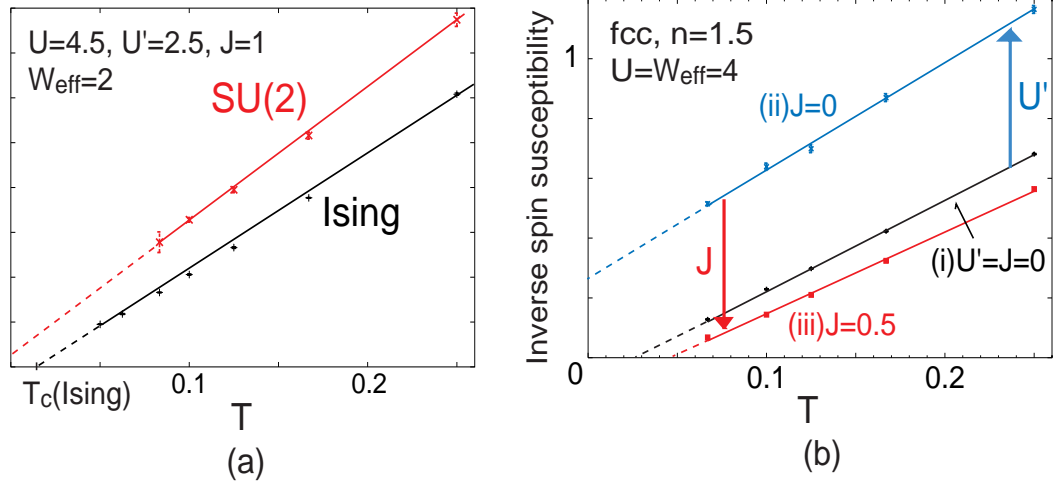 U=4.5, U'=2.5, J=1
W_eff=2
SU(2)
Ising
T_c(Ising)
0.1
0.2
T
(a)
Inverse spin susceptibility
1
fcc, n=1.5
U=W_eff=4
(ii)J=0
U'
J
(i)U'=J=0
(iii)J=0.5
0
0.1
0.2
T
(b)